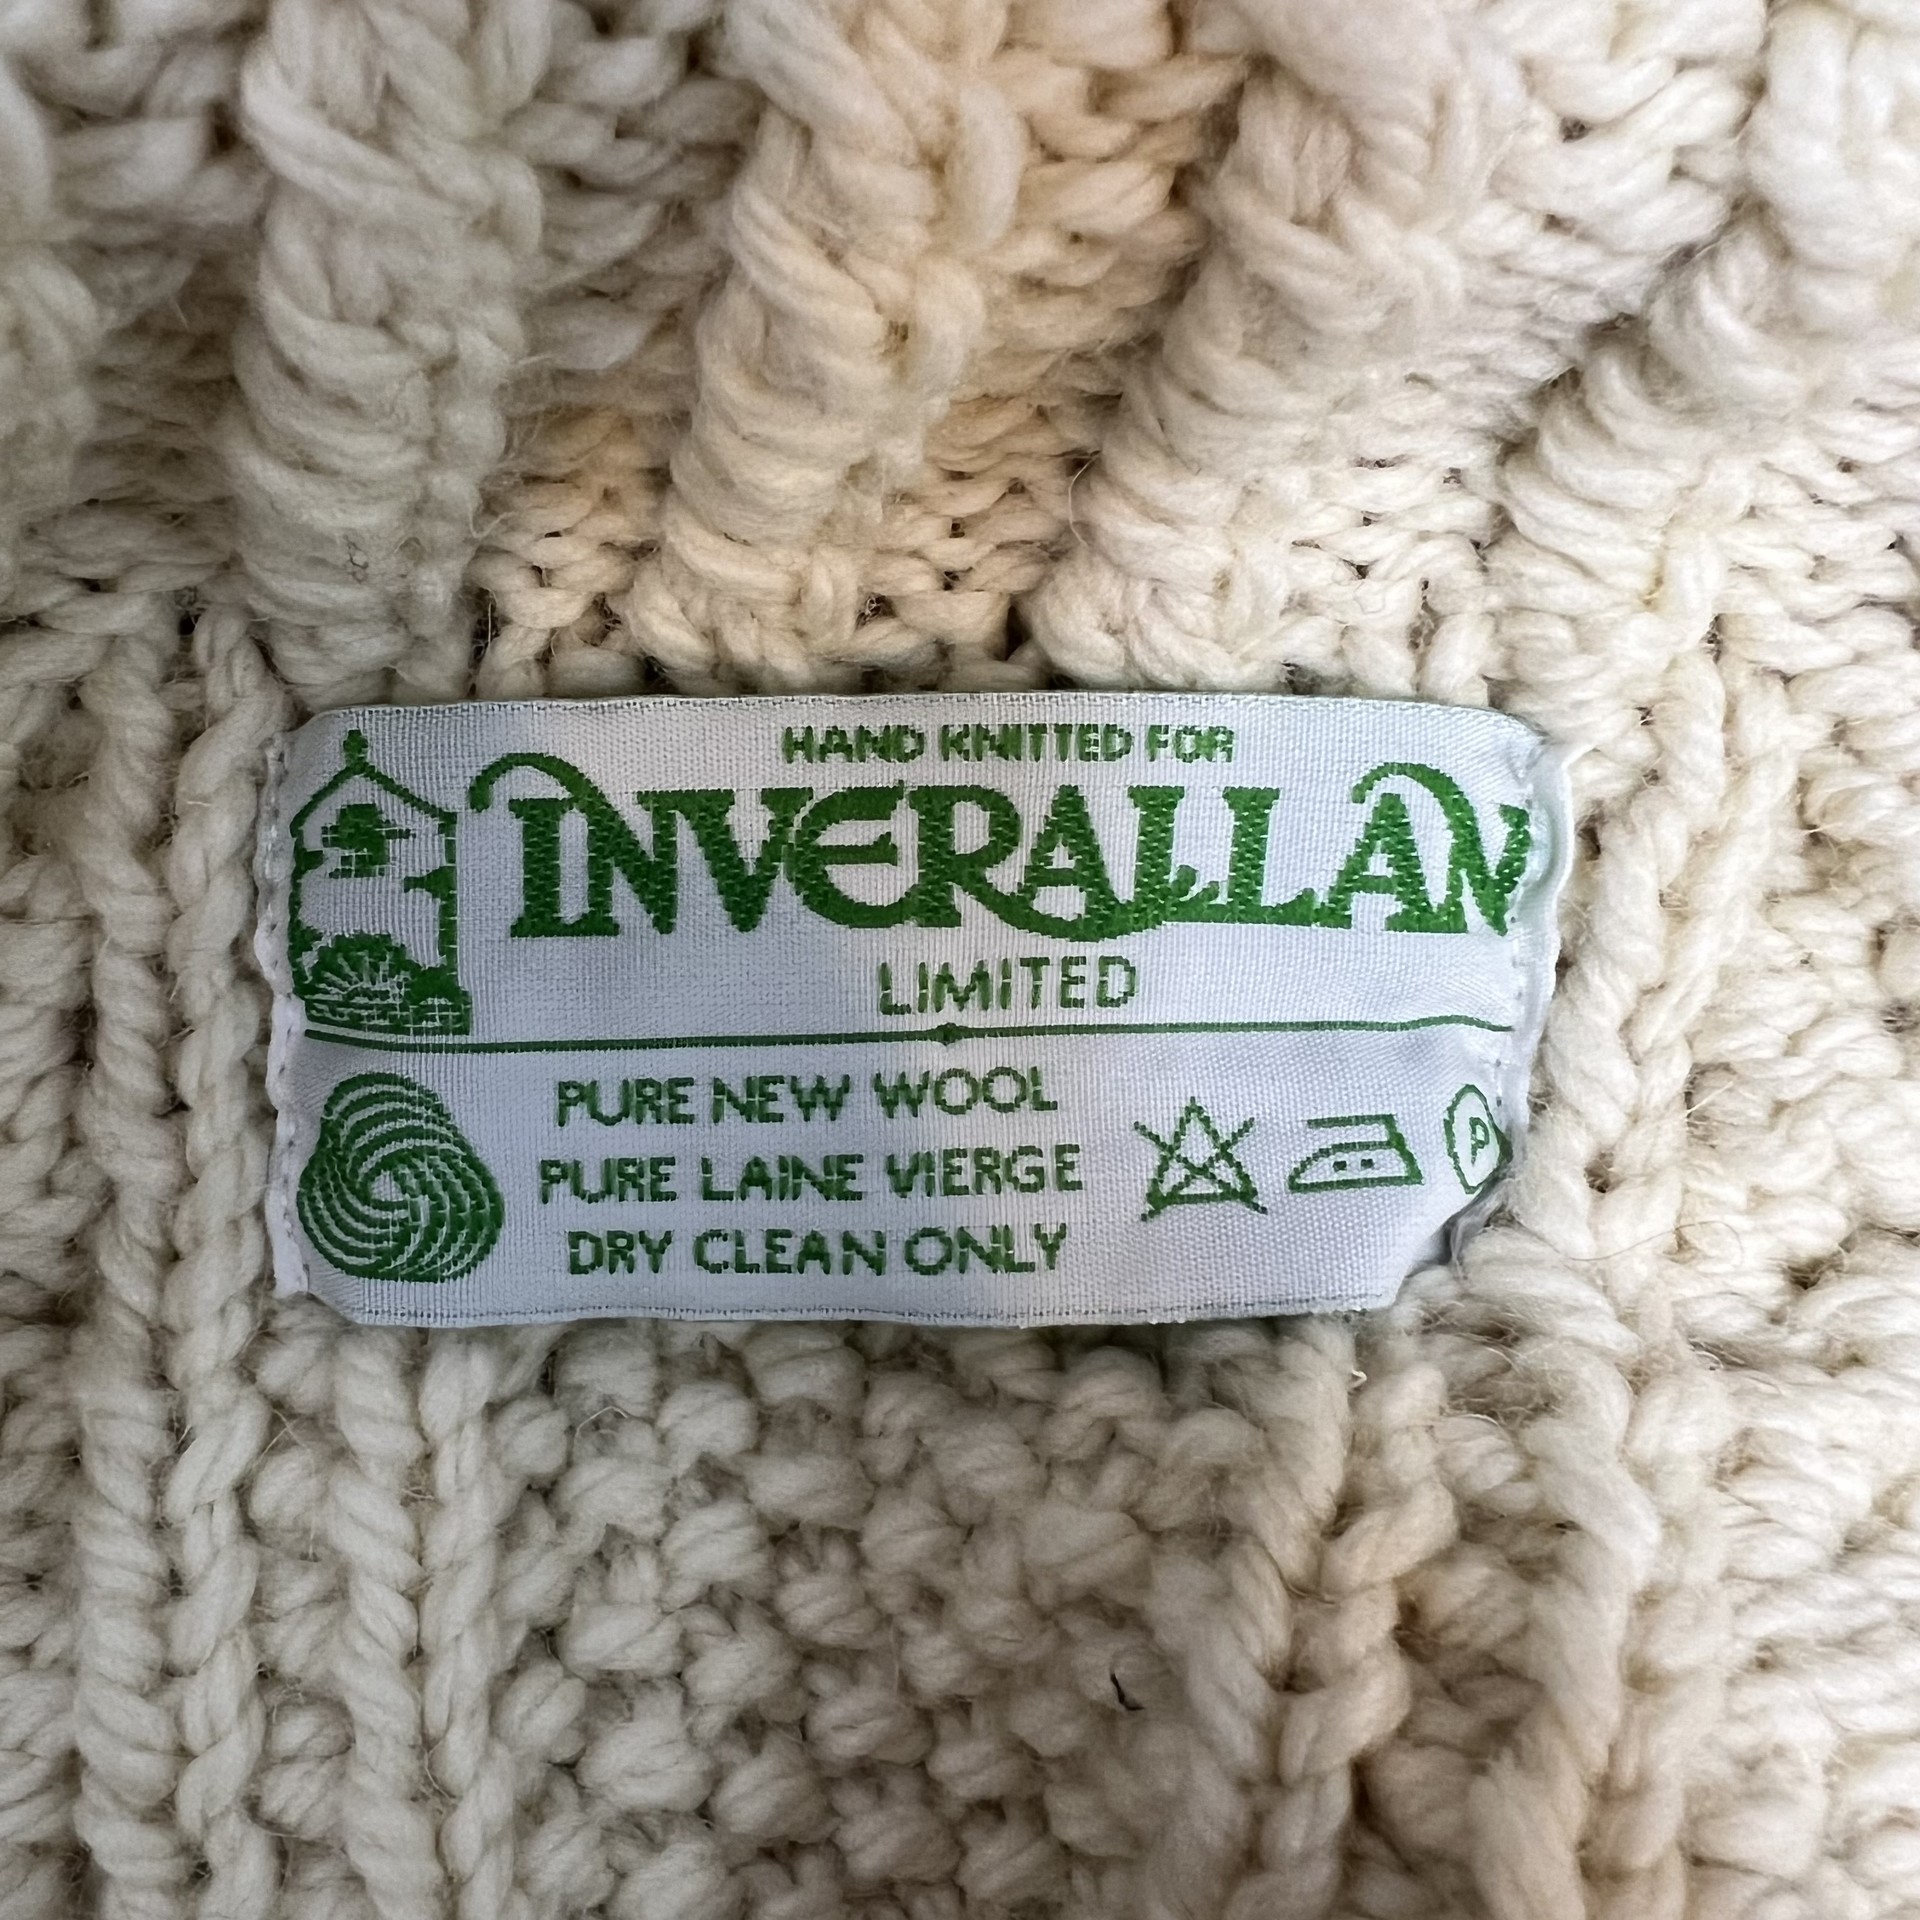 HAND KNITTED FOR
INVERALLAN
LIMITED
PURE NEW WOOL
PURE LAINE VIERGE
DRY CLEAN ONLY
P